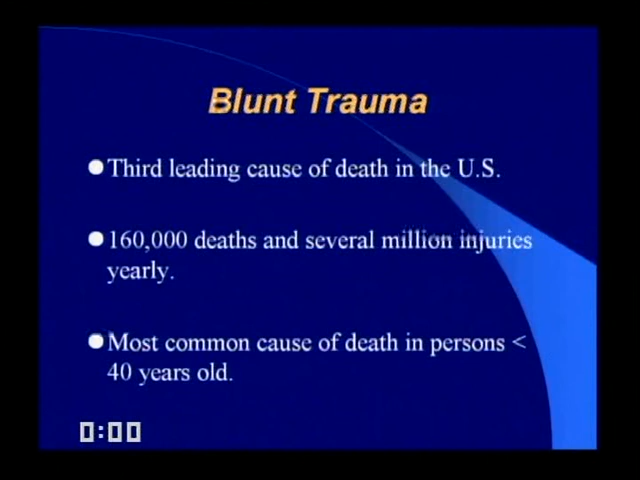 Blunt Trauma
Third leading cause of death in the U.S.
160,000 deaths and several million injuries
yearly.
Most common cause of death in persons <
40 years old.
0:00